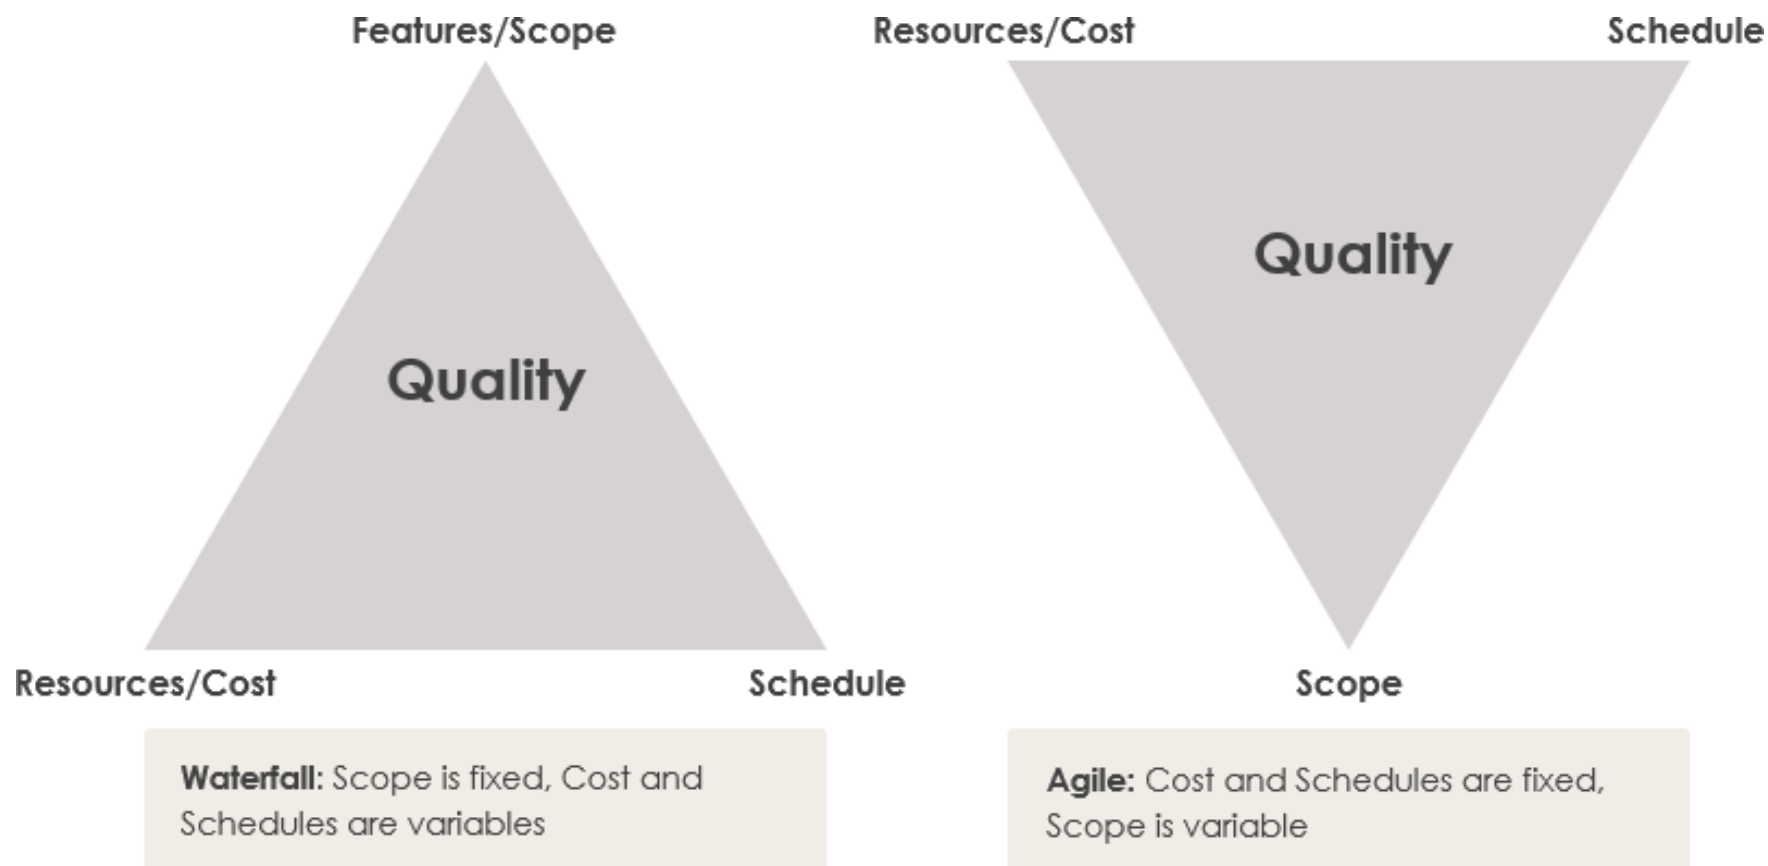 Features/Scope
Quality
Resources/Cost
Schedule
Waterfall: Scope is fixed, Cost and
Schedules are variables
Resources/Cost
Schedule
Quality
Scope
Agile: Cost and Schedules are fixed,
Scope is variable